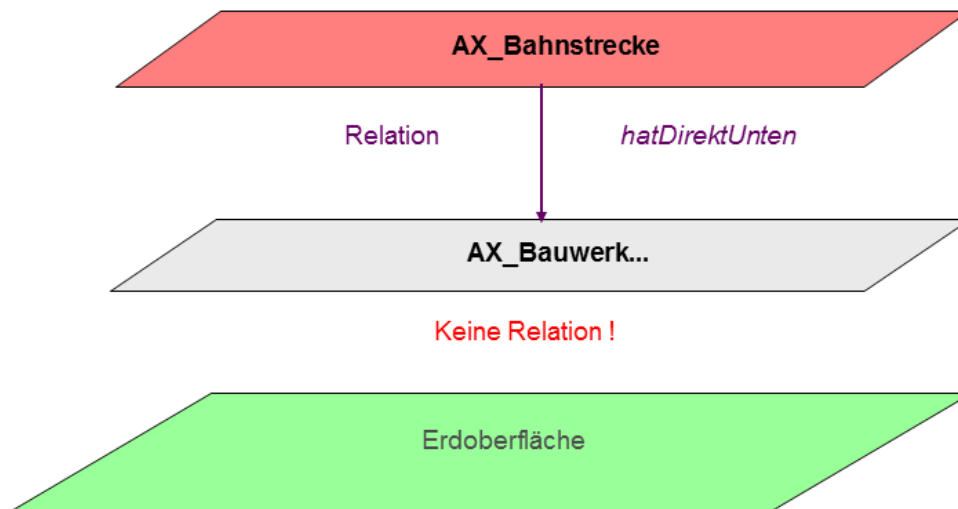 AX_Bahnstrecke
Relation hatDirektUnten
AX_Bauwerk...
Keine Relation !
Erdoberfläche